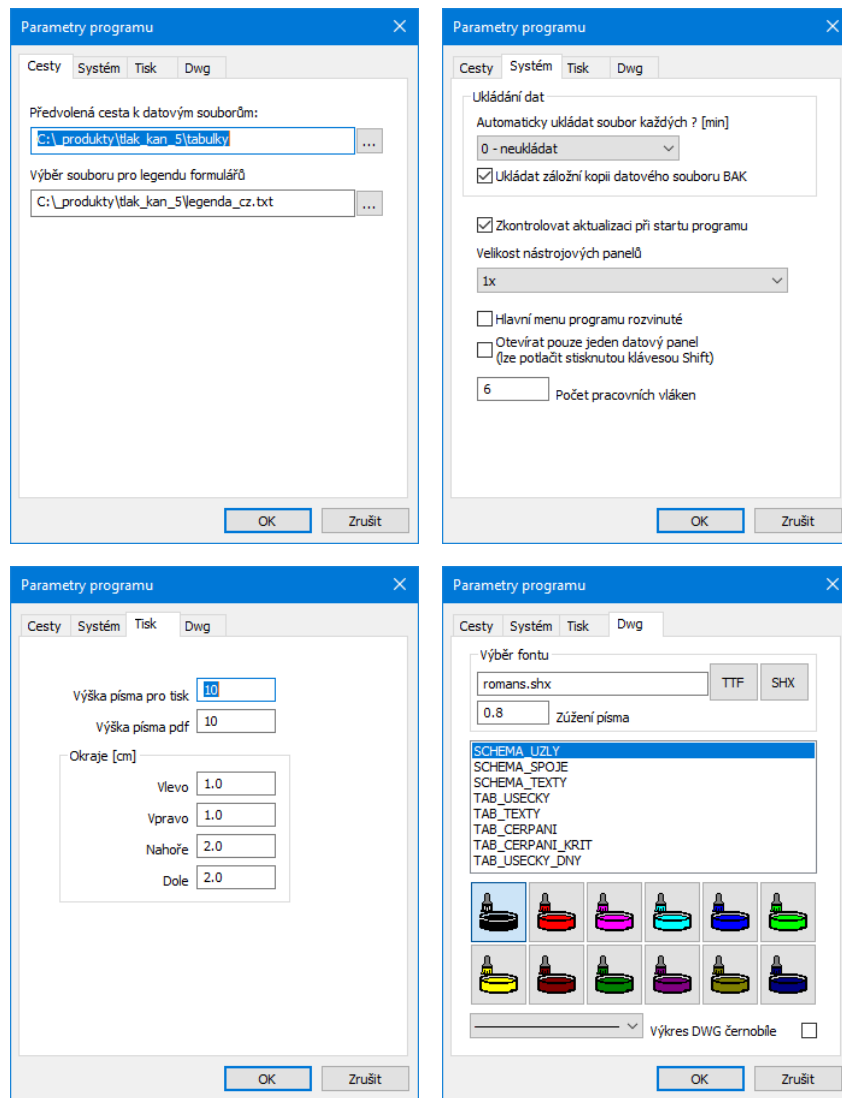 Parametry programu
Cesty Systém Tisk Dwg
Předvolená cesta k datovým souborům:
C:\_produkty\tlak_kan_5\tabulky ...
Výběr souboru pro legendu formulářů
C:\_produkty\tlak_kan_5\legenda_cz.txt ...
OK Zrušit
Parametry programu
Cesty Systém Tisk Dwg
Ukládání dat
Automaticky ukládat soubor každých ? [min]
0 - neukládat
Ukládat záložní kopii datového souboru BAK
Zkontrolovat aktualizaci při startu programu
Velikost nástrojových panelů
1x
Hlavní menu programu rozvinuté
Otevírat pouze jeden datový panel
(lze potlačit stisknutou klávesou Shift)
6 Počet pracovních vláken
OK Zrušit
Parametry programu
Cesty Systém Tisk Dwg
Výška písma pro tisk 10
Výška písma pdf 10
Okraje [cm]
Vlevo 1.0
Vpravo 1.0
Nahoře 2.0
Dole 2.0
OK Zrušit
Parametry programu
Cesty Systém Tisk Dwg
Výběr fontu
romans.shx TTF SHX
0.8 Zúžení písma
SCHEMA_UZLY
SCHEMA_SPOJE
SCHEMA_TEXTY
TAB_USECKY
TAB_TEXTY
TAB_CERPANI
TAB_CERPANI_KRIT
TAB_USECKY_DNY
Výkres DWG černobíle
OK Zrušit